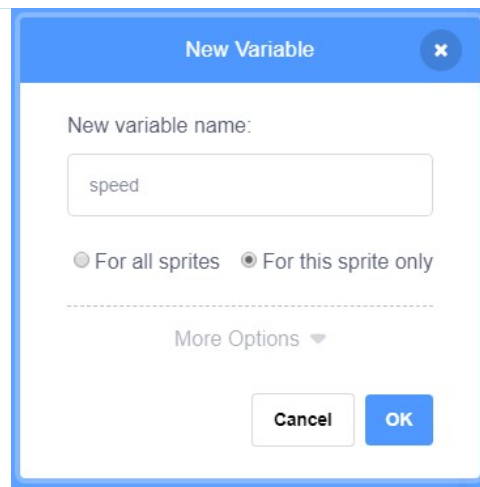 New Variable
New variable name:
speed
For all sprites For this sprite only
More Options
Cancel OK